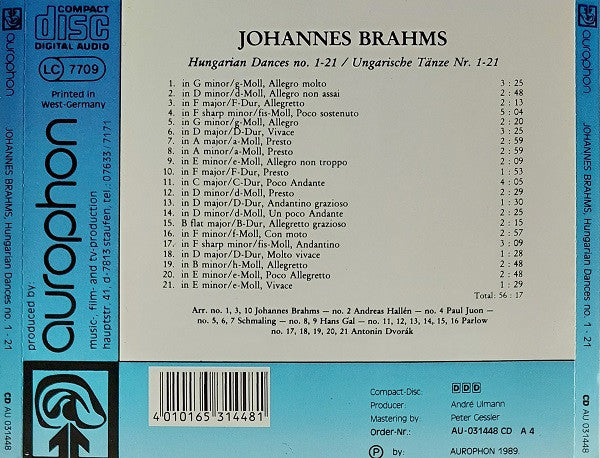 aurophon
JOHANNES BRAHMS, Hungarian Dances no. 1 - 21
CD AU 031448
COMPACT
disc
DIGITAL AUDIO
LC 7709
Printed in
West-Germany
produced by
aurophon
music-, film- and tv-production
hauptstr. 41, d-7813 staufen, tel.: 07633/7171
JOHANNES BRAHMS
Hungarian Dances no. 1-21 / Ungarische Tänze Nr. 1-21
1. in G minor/g-Moll, Allegro molto 3 : 25
2. in D minor/d-Moll, Allegro non assai 2 : 48
3. in F major/F-Dur, Allegretto 2 : 13
4. in F sharp minor/fis-Moll, Poco sostenuto 5 : 04
5. in G minor/g-Moll, Allegro 2 : 20
6. in D major/D-Dur, Vivace 3 : 25
7. in A major/a-Moll, Presto 2 : 59
8. in A minor/a-Moll, Presto 2 : 59
9. in E minor/e-Moll, Allegro non troppo 2 : 09
10. in F major/F-Dur, Presto 1 : 53
11. in C major/C-Dur, Poco Andante 4 : 05
12. in D minor/d-Moll, Presto 2 : 29
13. in D major/D-Dur, Andantino grazioso 1 : 30
14. in D minor/d-Moll, Un poco Andante 2 : 25
15. B flat major/B-Dur, Allegretto grazioso 2 : 15
16. in F minor/f-Moll, Con moto 2 : 57
17. in F sharp minor/fis-Moll, Andantino 3 : 09
18. in D major/D-Dur, Molto vivace 1 : 28
19. in B minor/h-Moll, Allegretto 2 : 48
20. in E minor/e-Moll, Poco Allegretto 2 : 48
21. in E minor/e-Moll, Vivace 1 : 29
Total: 56 : 17
Arr. no. 1, 3, 10 Johannes Brahms — no. 2 Andreas Hallén — no. 4 Paul Juon —
no. 5, 6, 7 Schmaling — no. 8, 9 Hans Gal — no. 11, 12, 13, 14, 15, 16 Parlow
no. 17, 18, 19, 20, 21 Antonin Dvorák
4 010165 314481
Compact-Disc: DDD
Producer: André Ulmann
Mastering by: Peter Gessler
Order-Nr.: AU-031448 CD A 4
P by: AUROPHON 1989.
aurophon
JOHANNES BRAHMS, Hungarian Dances no. 1 - 21
CD AU 031448